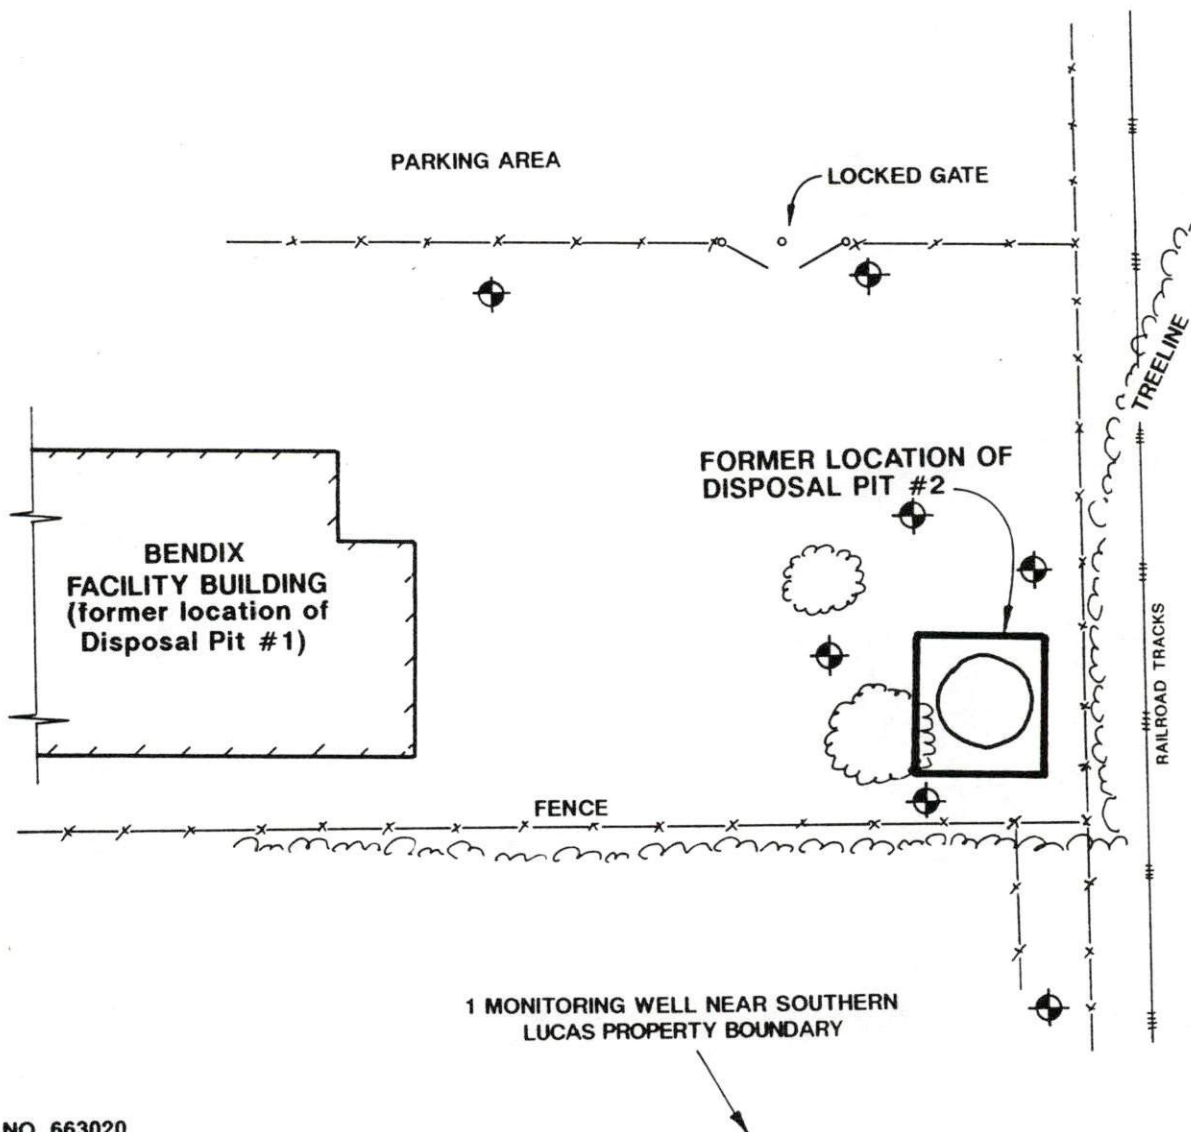 PARKING AREA
LOCKED GATE
TREELINE
FORMER LOCATION OF
DISPOSAL PIT #2
BENDIX
FACILITY BUILDING
(former location of
Disposal Pit #1)
RAILROAD TRACKS
FENCE
1 MONITORING WELL NEAR SOUTHERN
LUCAS PROPERTY BOUNDARY
NO. 663020